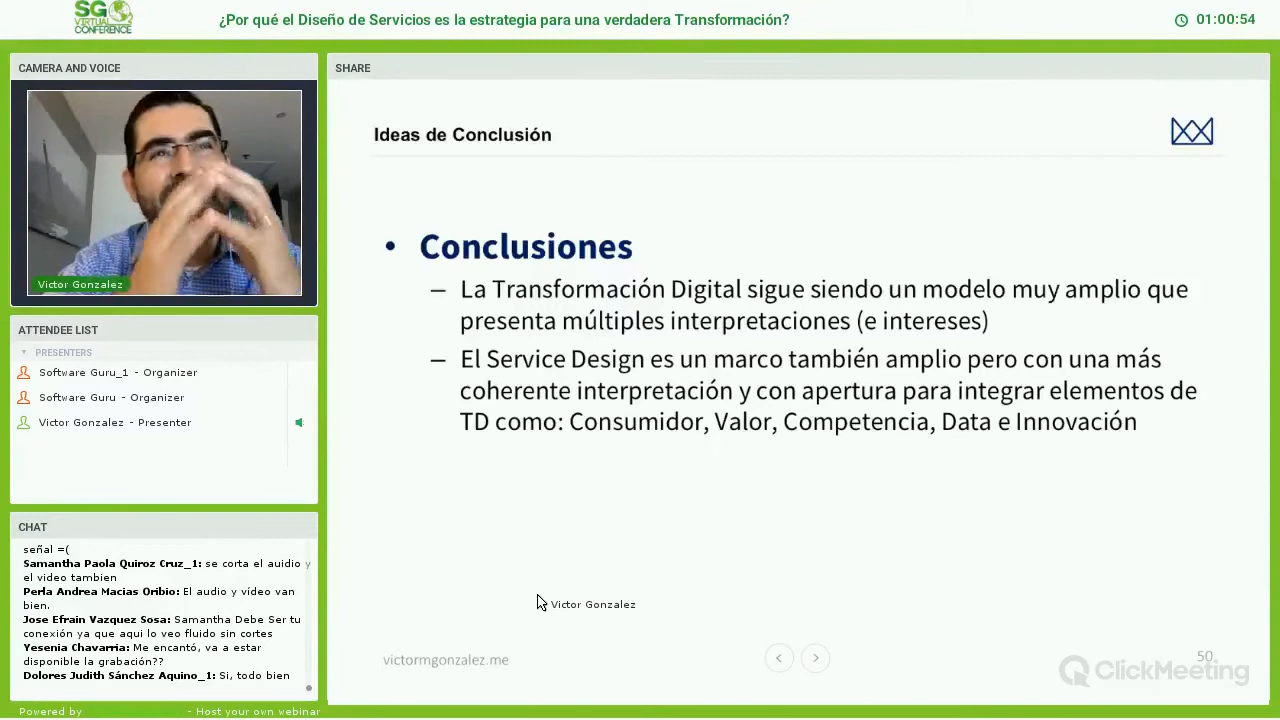 SG
VIRTUAL
CONFERENCE
¿Por qué el Diseño de Servicios es la estrategia para una verdadera Transformación?
01:00:54
CAMERA AND VOICE
Victor Gonzalez
ATTENDEE LIST
PRESENTERS
Software Guru_1 - Organizer
Software Guru - Organizer
Victor Gonzalez - Presenter
CHAT
señal =(
Samantha Paola Quiroz Cruz_1: se corta el auidio y
el video tambien
Perla Andrea Macias Oribio: El audio y vídeo van
bien.
Jose Efrain Vazquez Sosa: Samantha Debe Ser tu
conexión ya que aqui lo veo fluido sin cortes
Yesenia Chavarria: Me encantó, va a estar
disponible la grabación??
Dolores Judith Sánchez Aquino_1: Si, todo bien
Powered by - Host your own webinar
SHARE
Ideas de Conclusión
• Conclusiones
– La Transformación Digital sigue siendo un modelo muy amplio que
presenta múltiples interpretaciones (e intereses)
– El Service Design es un marco también amplio pero con una más
coherente interpretación y con apertura para integrar elementos de
TD como: Consumidor, Valor, Competencia, Data e Innovación
Victor Gonzalez
victormgonzalez.me
50
ClickMeeting